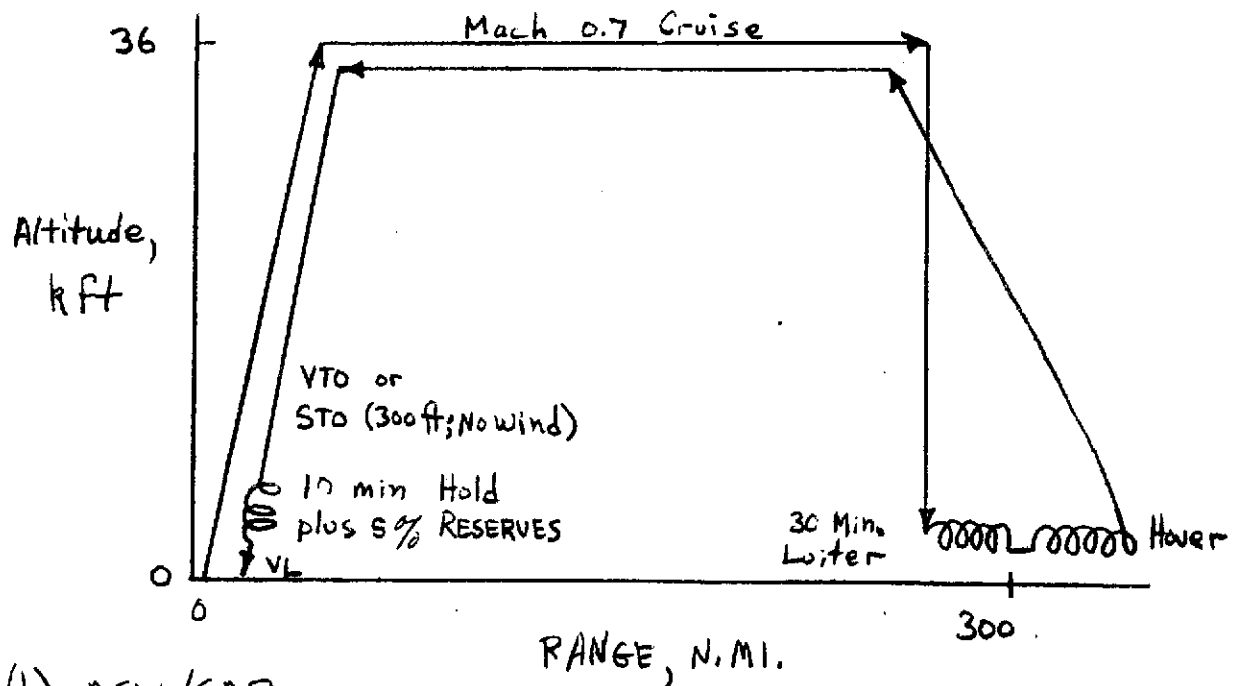 36
Mach 0.7 Cruise
Altitude,
kft
VTO or
STO (300 ft; No Wind)
10 min Hold
plus 5% RESERVES
VL
30 Min.
Loiter
Hover
0
0
300
RANGE, N.MI.
(1)